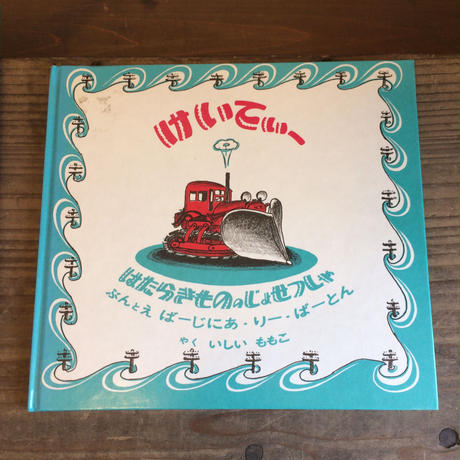 けいてぃー
はたらきもののじょせつしゃ
ぶんとえ ばーじにあ・りー・ばーとん
やく いしい ももこ